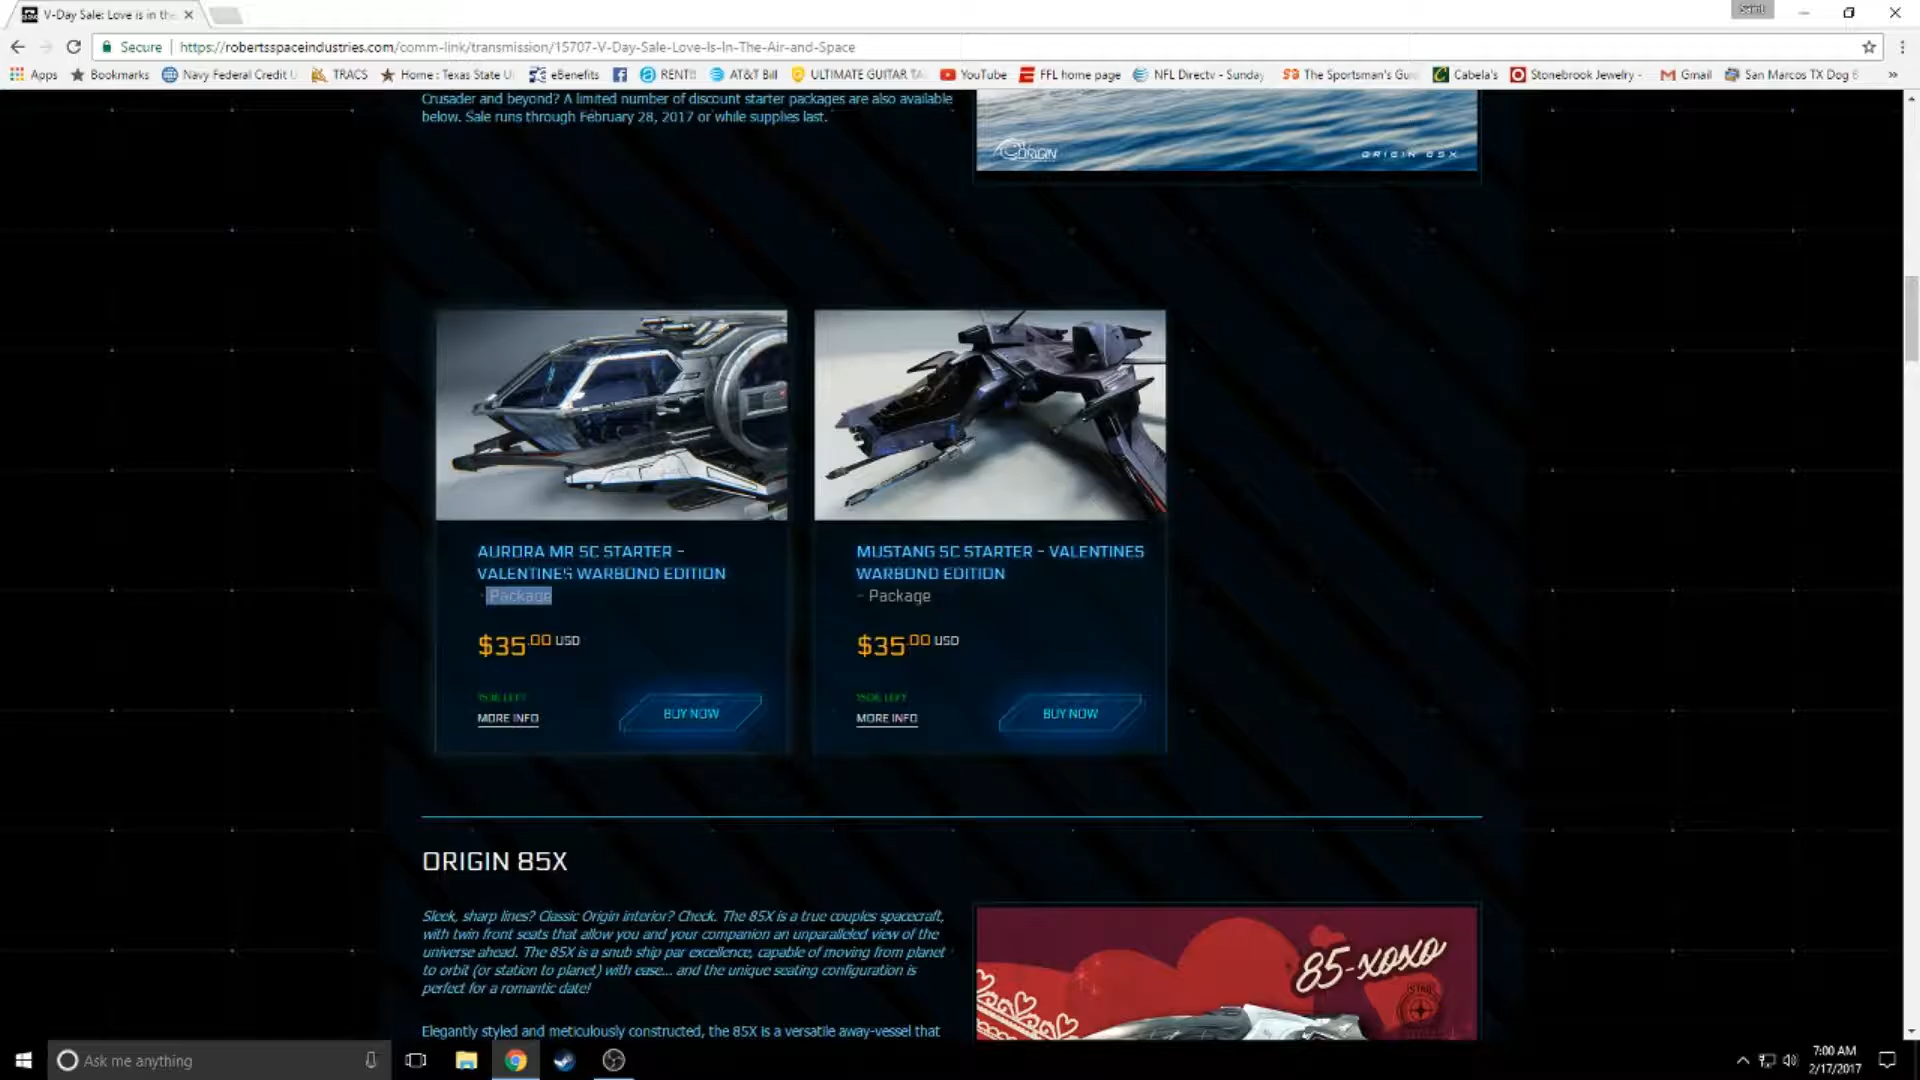 V-Day Sale: Love is in the
Sami
Secure
https://robertsspaceindustries.com/comm-link/transmission/15707-V-Day-Sale-Love-Is-In-The-Air-and-Space
Apps
Bookmarks
Navy Federal Credit U
TRACS
Home : Texas State U
eBenefits
RENT!!
AT&T Bill
ULTIMATE GUITAR TA
YouTube
FFL home page
NFL Directv - Sunday
The Sportsman's Gui
Cabela's
Stonebrook Jewelry -
Gmail
San Marcos TX Dog B
Crusader and beyond? A limited number of discount starter packages are also available
below. Sale runs through February 28, 2017 or while supplies last.
ORIGIN
ORIGIN 85X
AURORA MR SC STARTER -
VALENTINES WARBOND EDITION
- Package
$35.00 USD
LEFT
MORE INFO
BUY NOW
MUSTANG SC STARTER - VALENTINES
WARBOND EDITION
- Package
$35.00 USD
LEFT
MORE INFO
BUY NOW
ORIGIN 85X
Sleek, sharp lines? Classic Origin interior? Check. The 85X is a true couples spacecraft,
with twin front seats that allow you and your companion an unparalleled view of the
universe ahead. The 85X is a snub ship par excellence, capable of moving from planet
to orbit (or station to planet) with ease... and the unique seating configuration is
perfect for a romantic date!
Elegantly styled and meticulously constructed, the 85X is a versatile away-vessel that
85-xoxo
STAR
Ask me anything
7:00 AM
2/17/2017